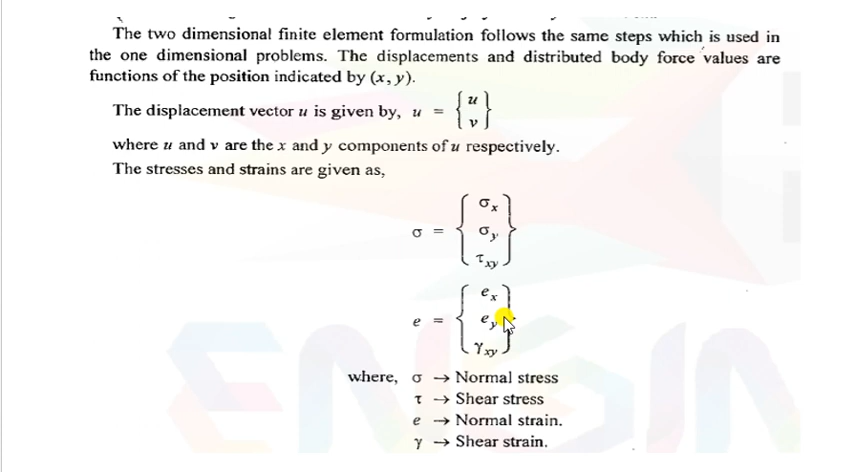 The two dimensional finite element formulation follows the same steps which is used in
the one dimensional problems. The displacements and distributed body force values are
functions of the position indicated by (x, y).
The displacement vector u is given by, u = { u
v }
where u and v are the x and y components of u respectively.
The stresses and strains are given as,
σ = { σx
σy
τxy }
e = { ex
ey
γxy }
where, σ → Normal stress
τ → Shear stress
e → Normal strain.
γ → Shear strain.